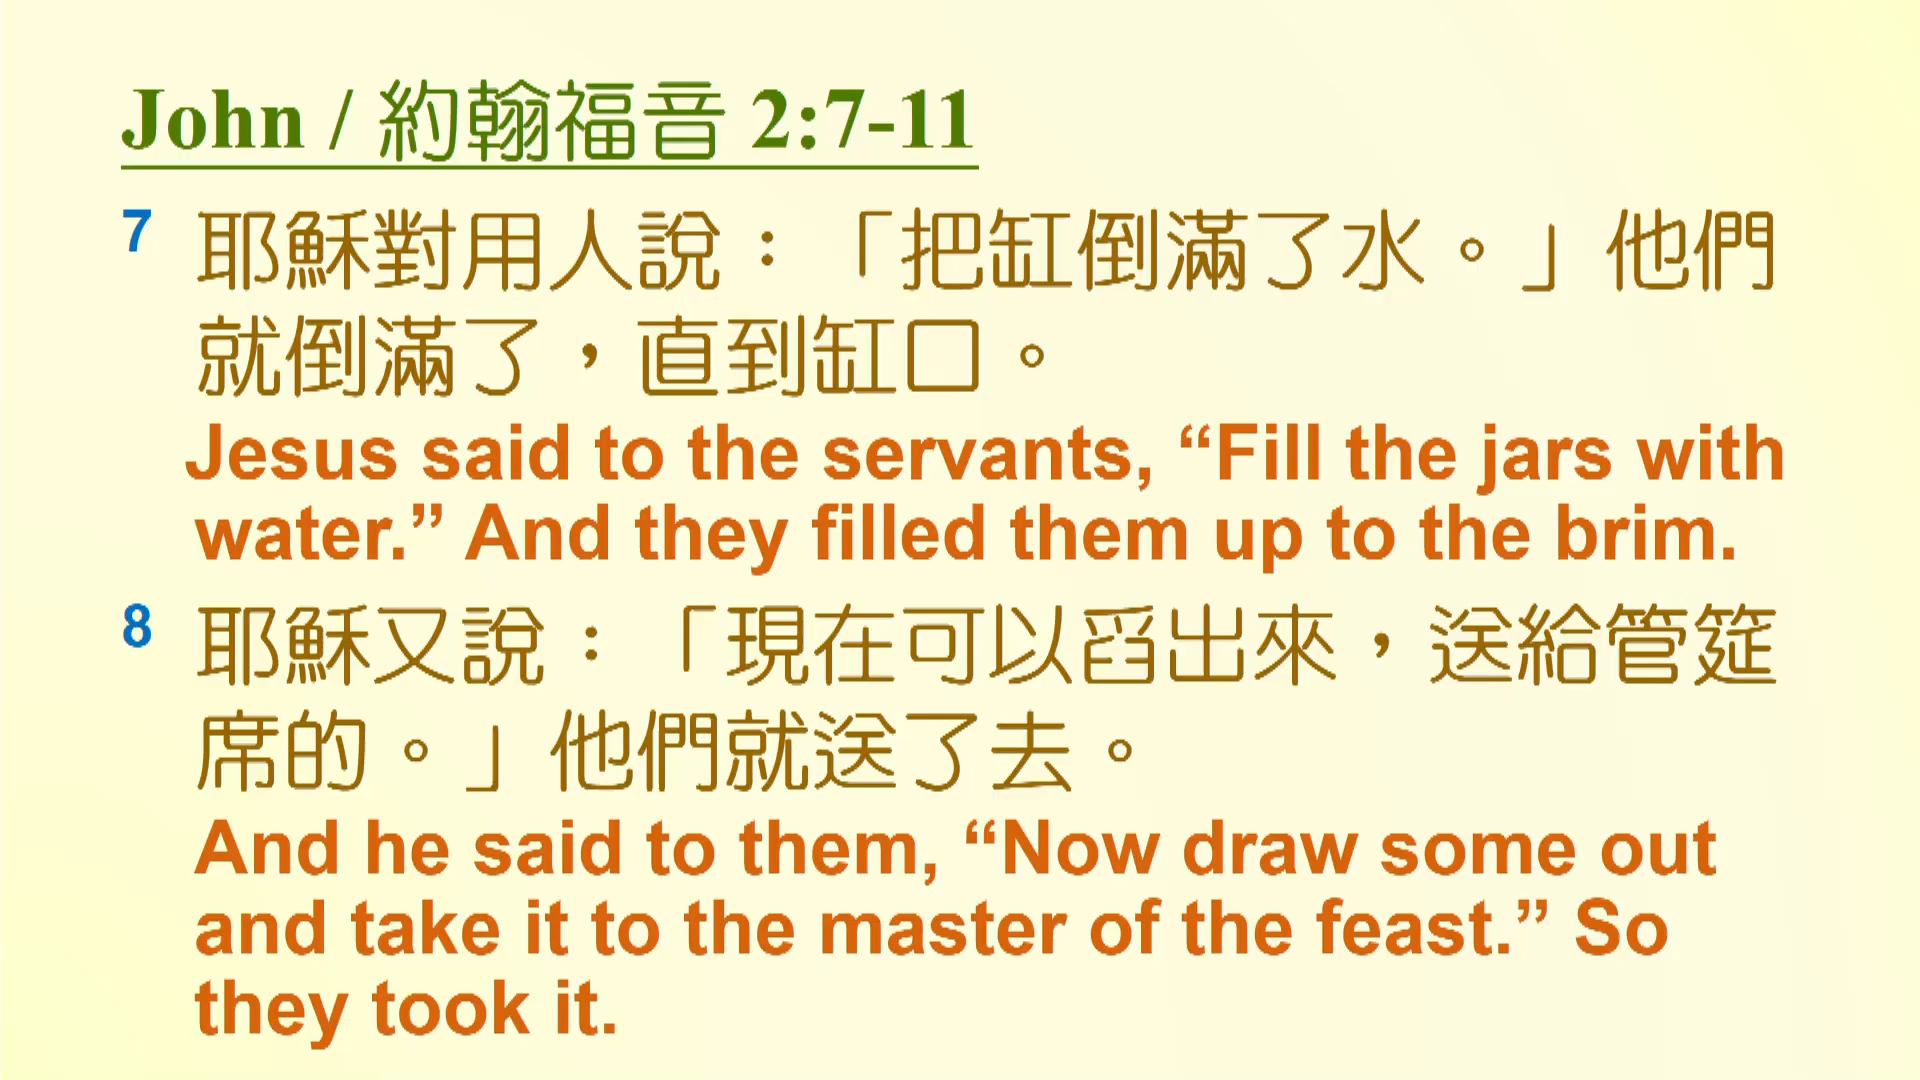 John / 約翰福音 2:7-11
7 耶穌對用人說：「把缸倒滿了水。」他們
就倒滿了，直到缸口。
Jesus said to the servants, “Fill the jars with
water.” And they filled them up to the brim.
8 耶穌又說：「現在可以舀出來，送給管筵
席的。」他們就送了去。
And he said to them, “Now draw some out
and take it to the master of the feast.” So
they took it.